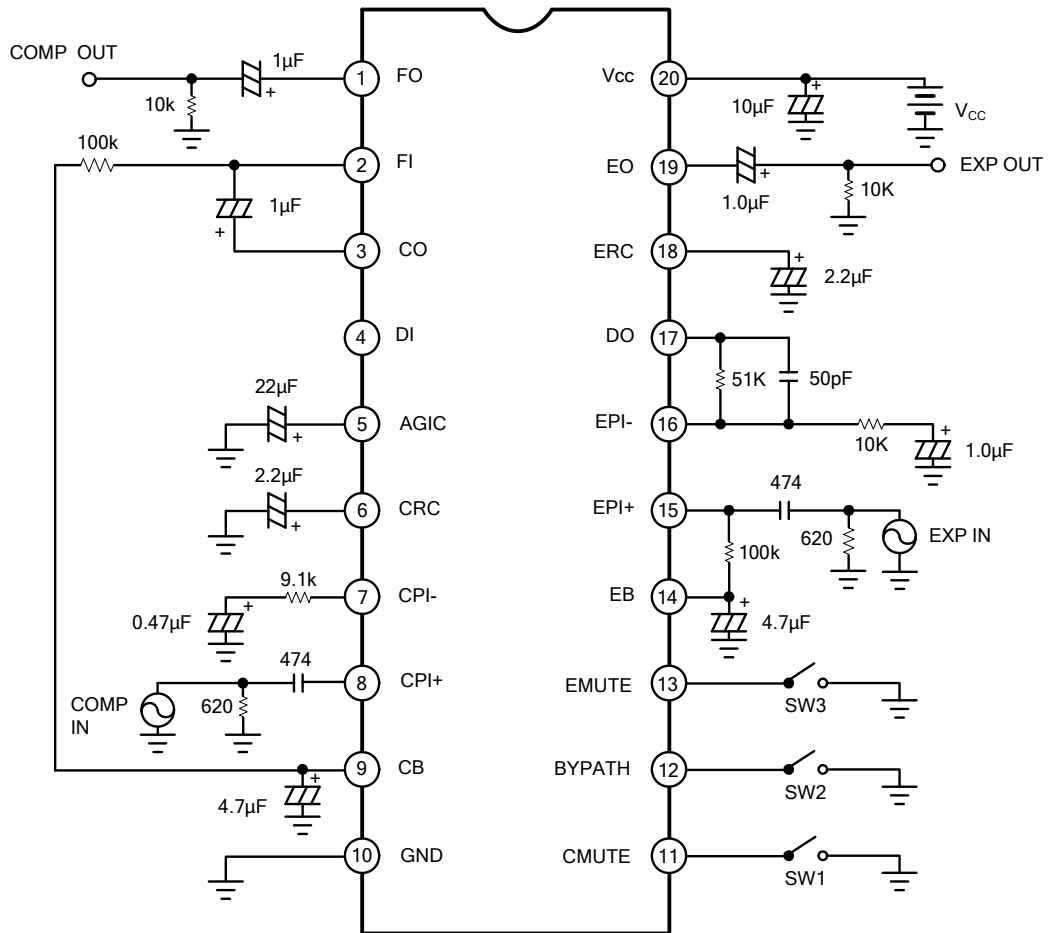 COMP OUT
1µF
+
10k
1
FO
100k
2
FI
1µF
+
3
CO
4
DI
22µF
+
5
AGIC
2.2µF
+
6
CRC
9.1k
+
0.47µF
7
CPI-
474
COMP
IN
620
8
CPI+
+
4.7µF
9
CB
10
GND
Vcc
20
+
10µF
VCC
EO
19
+
1.0µF
10K
EXP OUT
ERC
18
+
2.2µF
DO
17
51K
50pF
EPI-
16
10K
+
1.0µF
EPI+
15
474
100k
620
EXP IN
EB
14
+
4.7µF
EMUTE
13
SW3
BYPATH
12
SW2
CMUTE
11
SW1